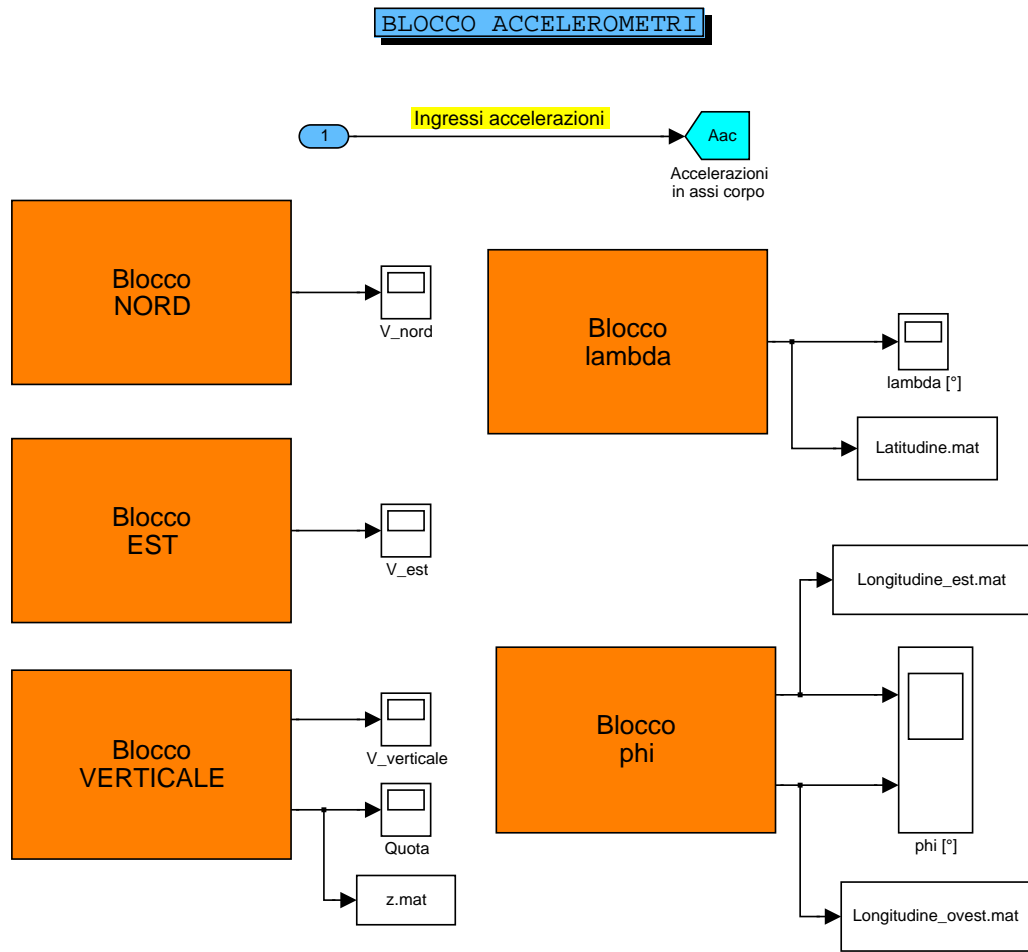 BLOCCO ACCELEROMETRI
Ingressi accelerazioni
1
Aac
Accelerazioni
in assi corpo
Blocco
NORD
V_nord
Blocco
lambda
lambda [°]
Latitudine.mat
Blocco
EST
V_est
Longitudine_est.mat
Blocco
VERTICALE
V_verticale
Quota
z.mat
Blocco
phi
phi [°]
Longitudine_ovest.mat